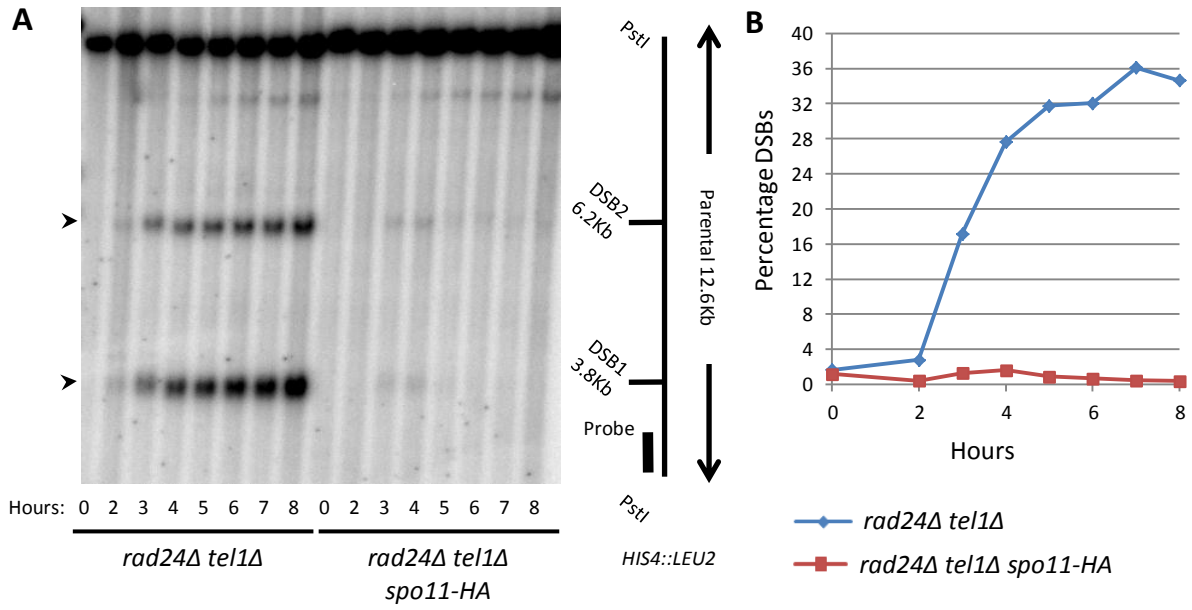 A
PstI
DSB2
6.2Kb
Parental 12.6Kb
DSB1
3.8Kb
Probe
PstI
HIS4::LEU2
Hours: 0 2 3 4 5 6 7 8 0 2 3 4 5 6 7 8
rad24Δ tel1Δ
rad24Δ tel1Δ
spo11-HA
B
Percentage DSBs
40
36
32
28
24
20
16
12
8
4
0
0 2 4 6 8
Hours
rad24Δ tel1Δ
rad24Δ tel1Δ spo11-HA